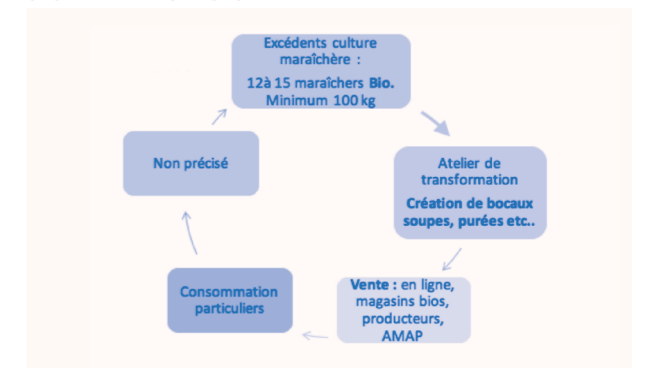 Excédents culture
maraîchère :
12à 15 maraîchers Bio.
Minimum 100 kg
Atelier de
transformation
Création de bocaux
soupes, purées etc..
Vente : en ligne,
magasins bios,
producteurs,
AMAP
Consommation
particuliers
Non précisé